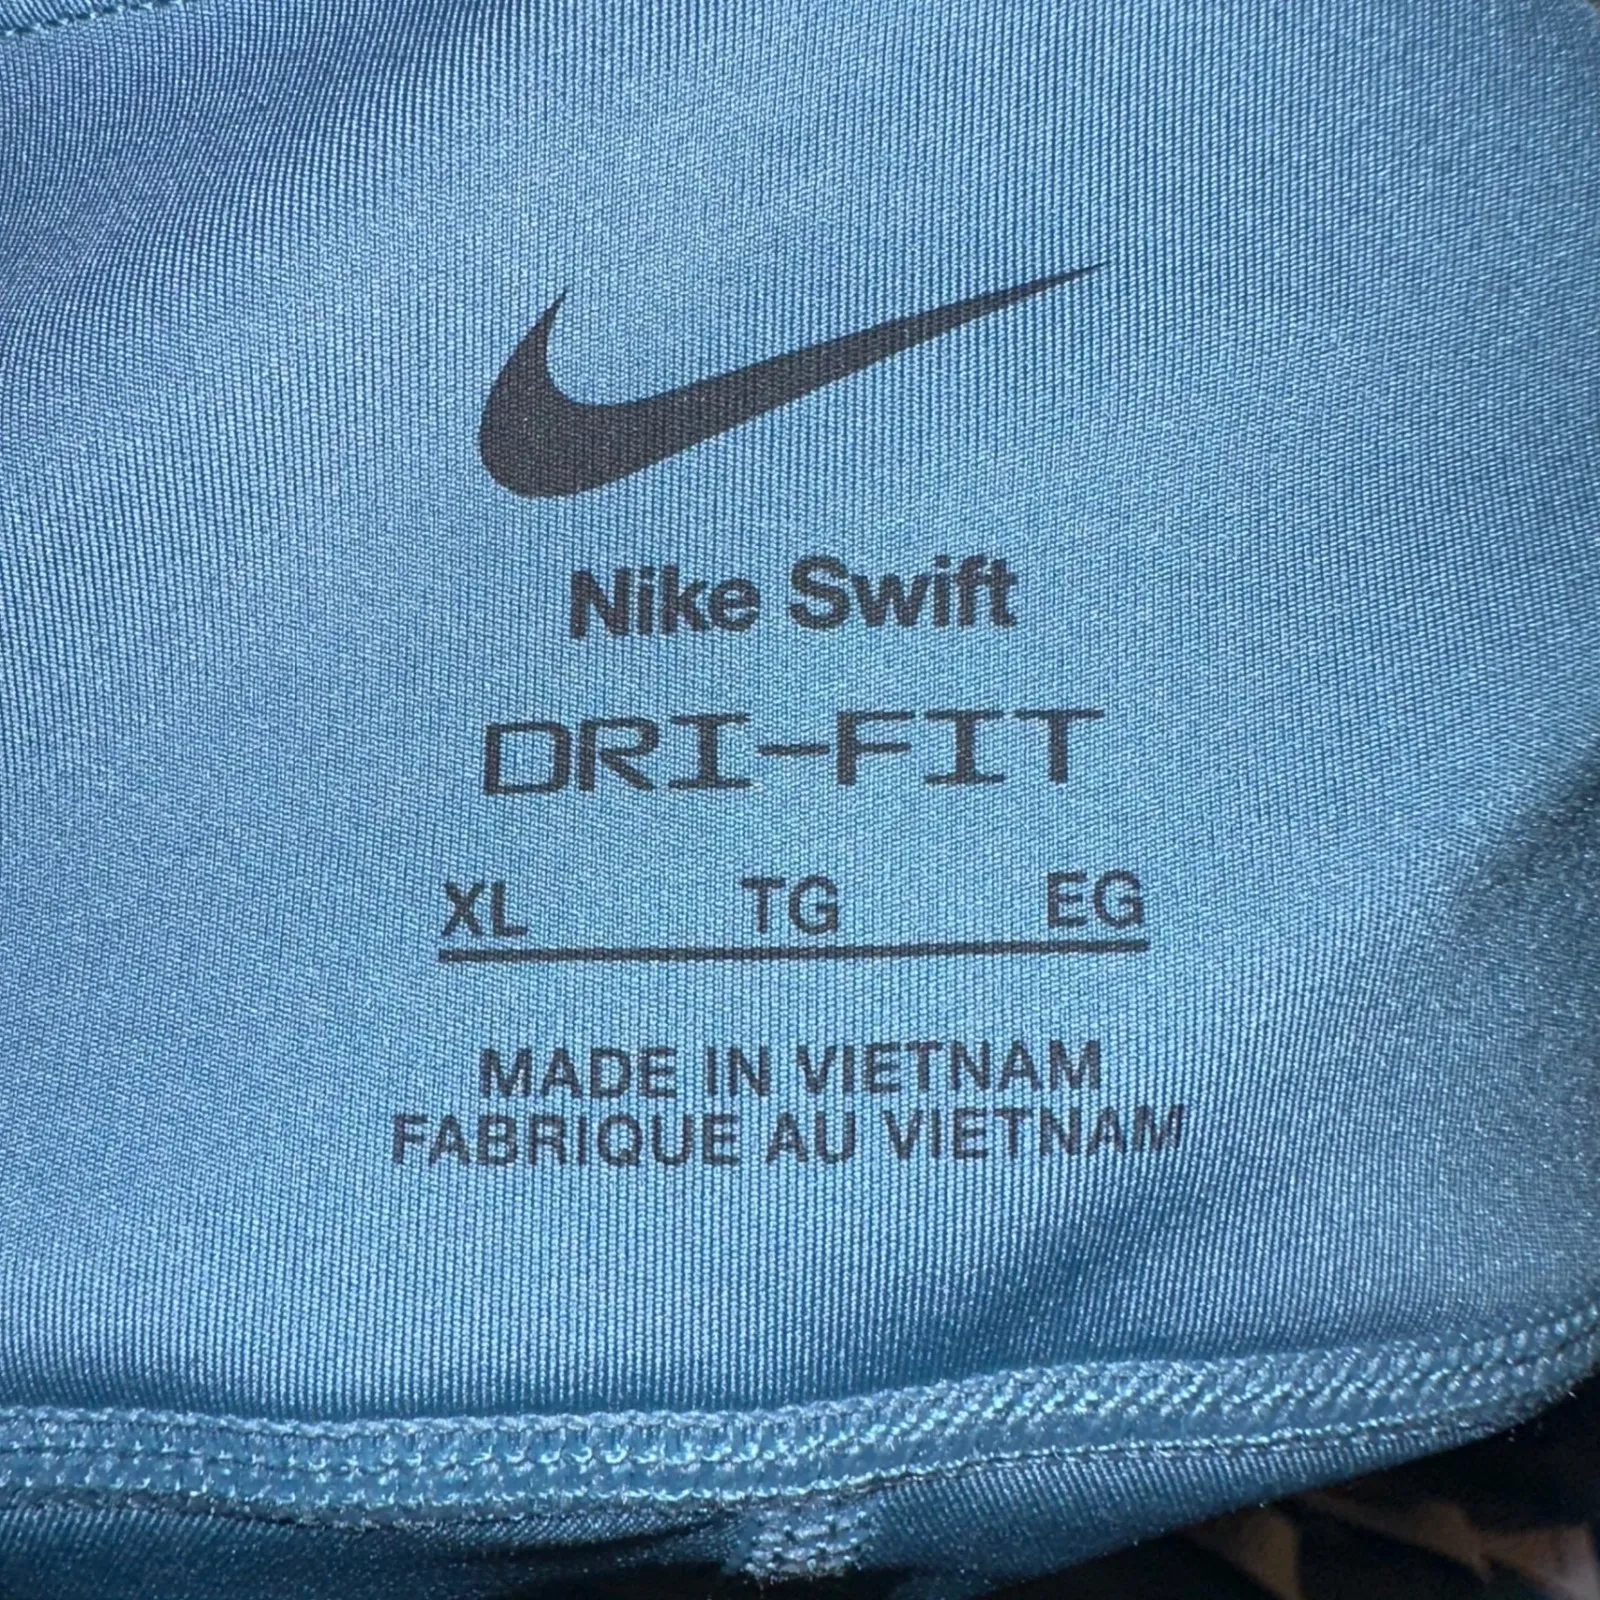 Nike Swift
DRI-FIT
XL TG EG
MADE IN VIETNAM
FABRIQUE AU VIETNAM